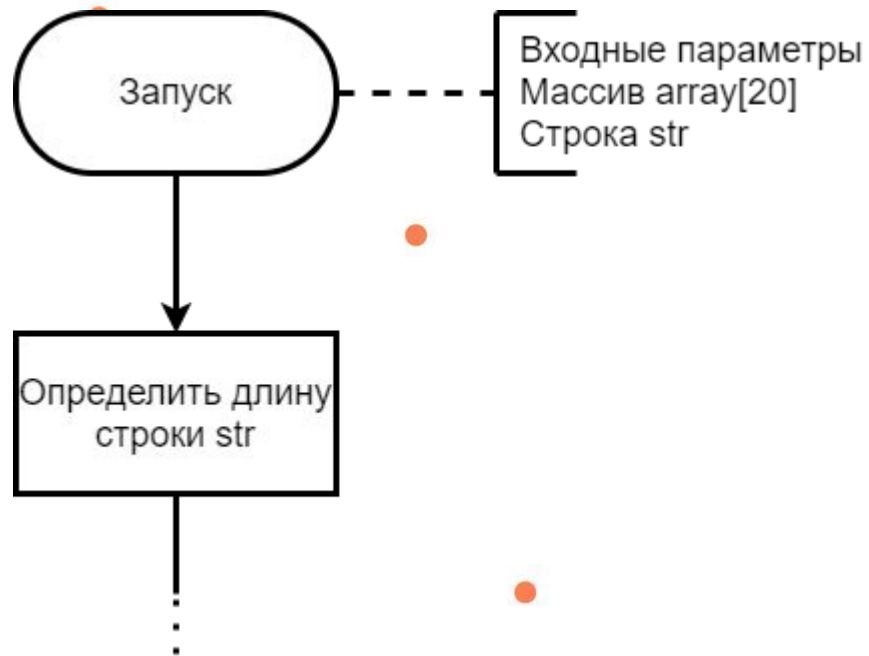 Запуск
Входные параметры
Массив array[20]
Строка str
Определить длину
строки str